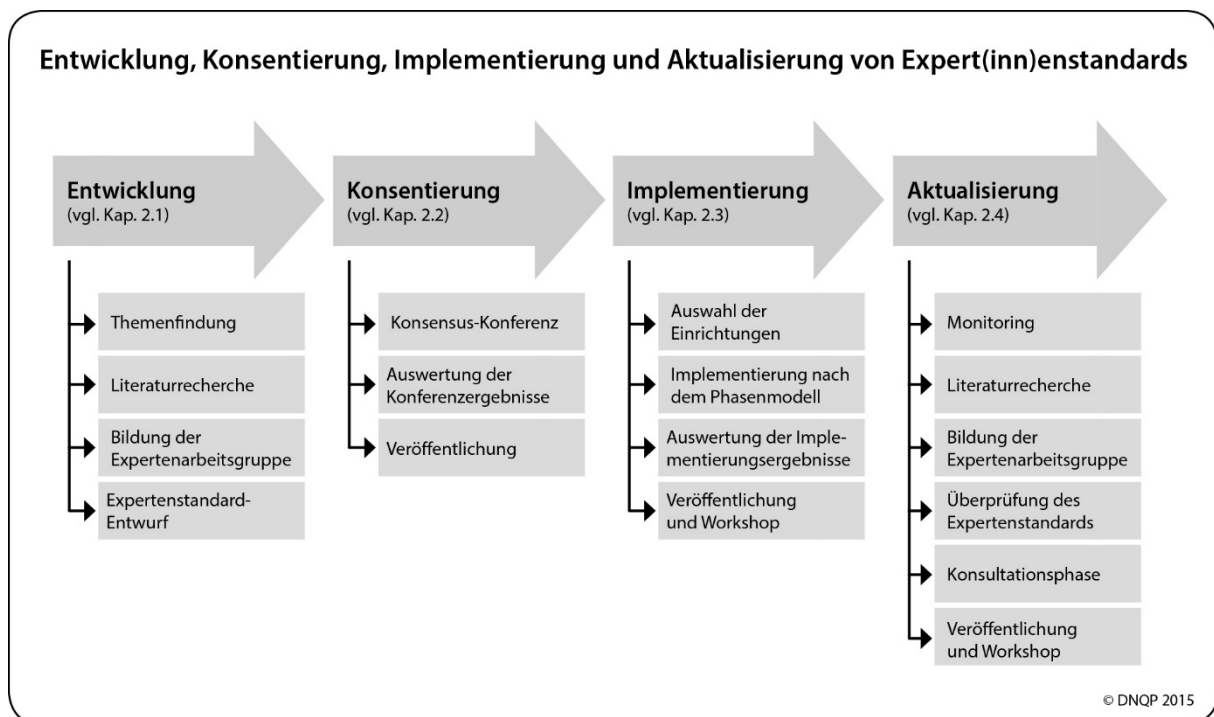 Entwicklung, Konsentierung, Implementierung und Aktualisierung von Expert(inn)enstandards
Entwicklung
(vgl. Kap. 2.1)
Themenfindung
Literaturrecherche
Bildung der
Expertenarbeitsgruppe
Expertenstandard-
Entwurf
Konsentierung
(vgl. Kap. 2.2)
Konsensus-Konferenz
Auswertung der
Konferenzergebnisse
Veröffentlichung
Implementierung
(vgl. Kap. 2.3)
Auswahl der
Einrichtungen
Implementierung nach
dem Phasenmodell
Auswertung der Imple-
mentierungsergebnisse
Veröffentlichung
und Workshop
Aktualisierung
(vgl. Kap. 2.4)
Monitoring
Literaturrecherche
Bildung der
Expertenarbeitsgruppe
Überprüfung des
Expertenstandards
Konsultationsphase
Veröffentlichung
und Workshop
© DNQP 2015